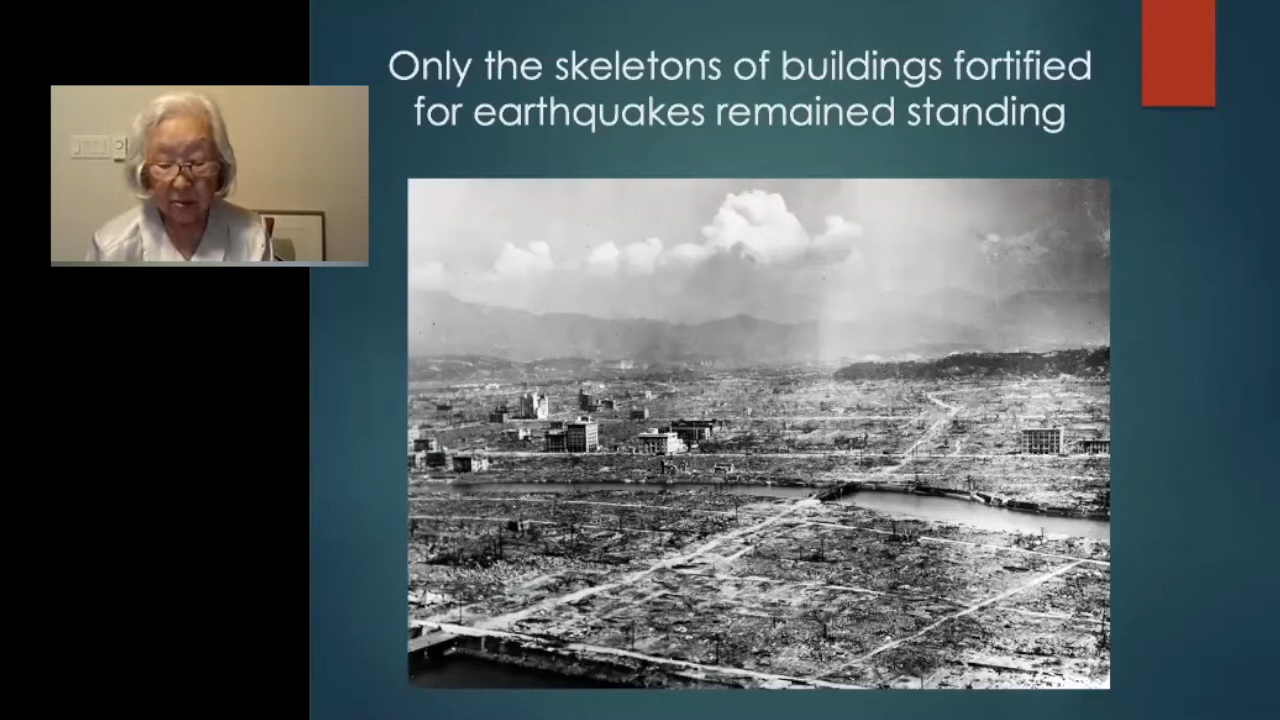 Only the skeletons of buildings fortified
for earthquakes remained standing